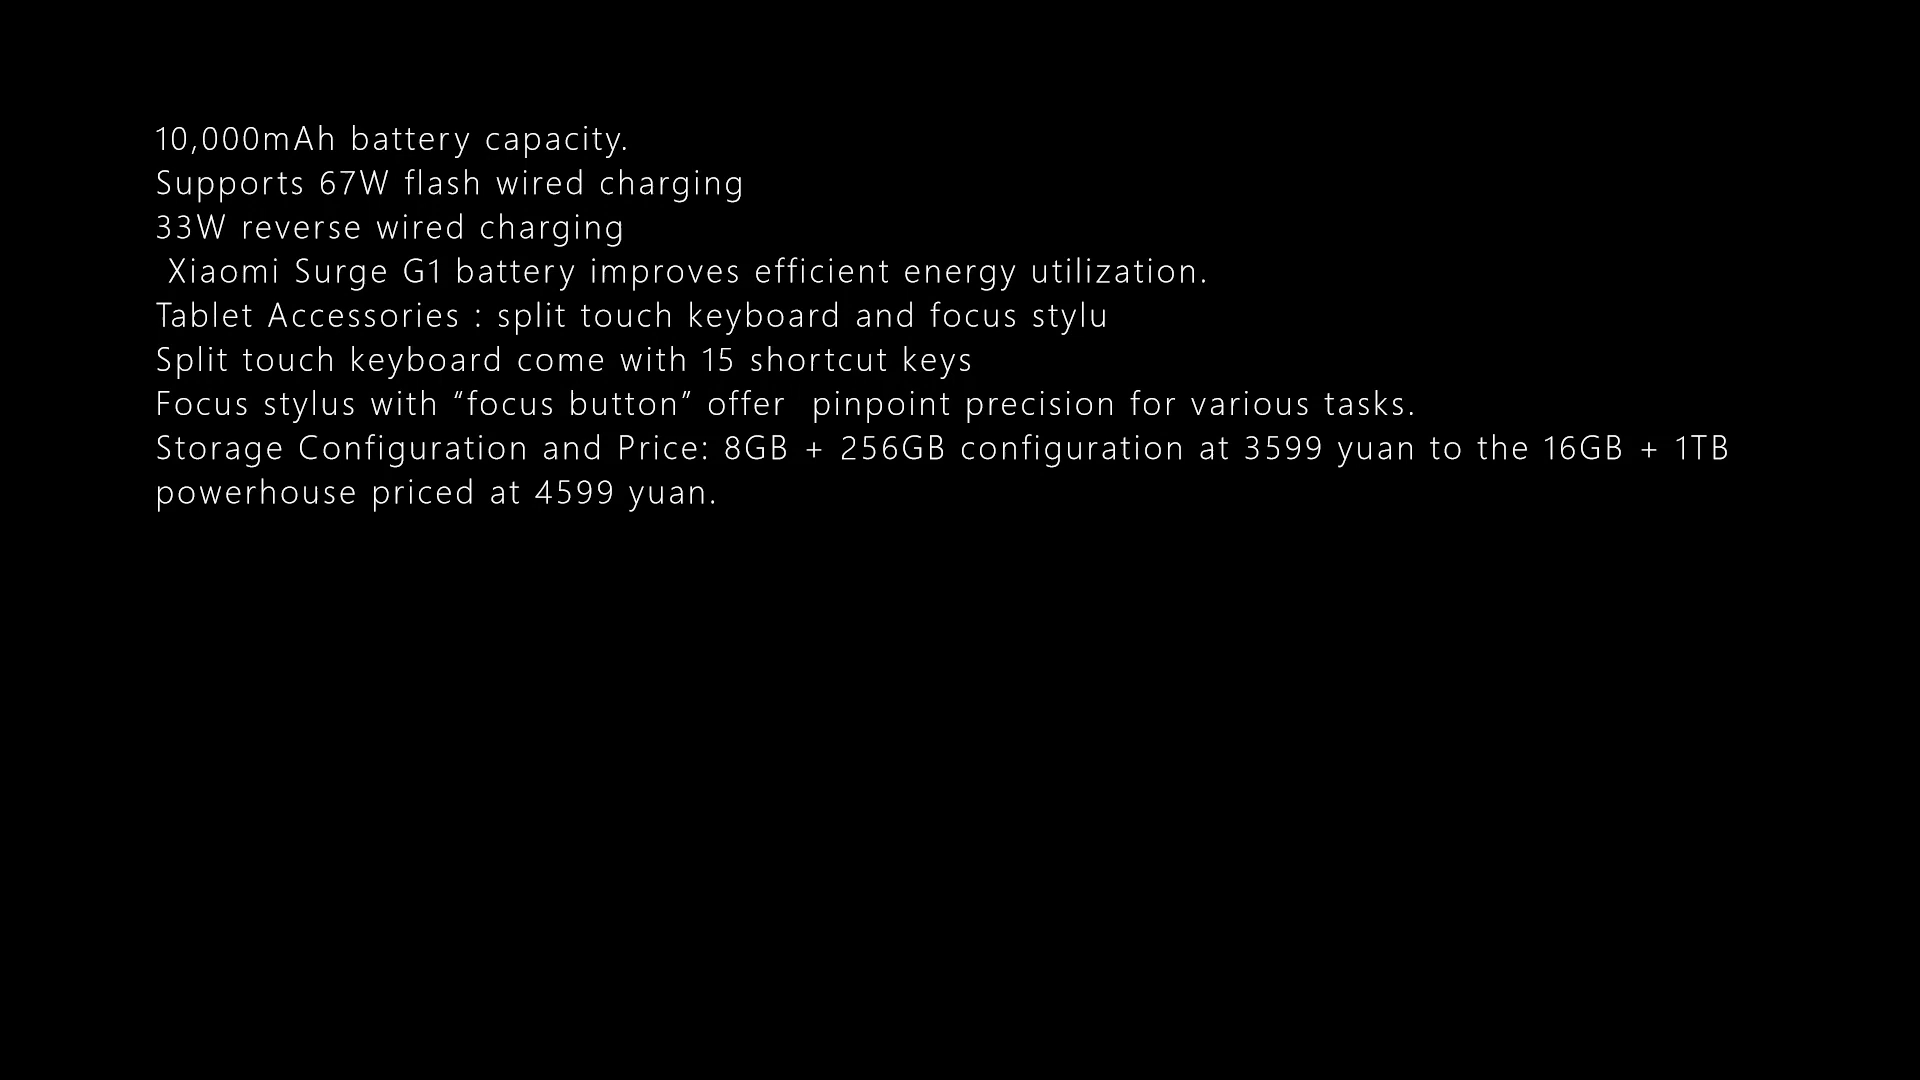 10,000mAh battery capacity.
Supports 67W flash wired charging
33W reverse wired charging
Xiaomi Surge G1 battery improves efficient energy utilization.
Tablet Accessories : split touch keyboard and focus stylu
Split touch keyboard come with 15 shortcut keys
Focus stylus with “focus button” offer  pinpoint precision for various tasks.
Storage Configuration and Price: 8GB + 256GB configuration at 3599 yuan to the 16GB + 1TB
powerhouse priced at 4599 yuan.